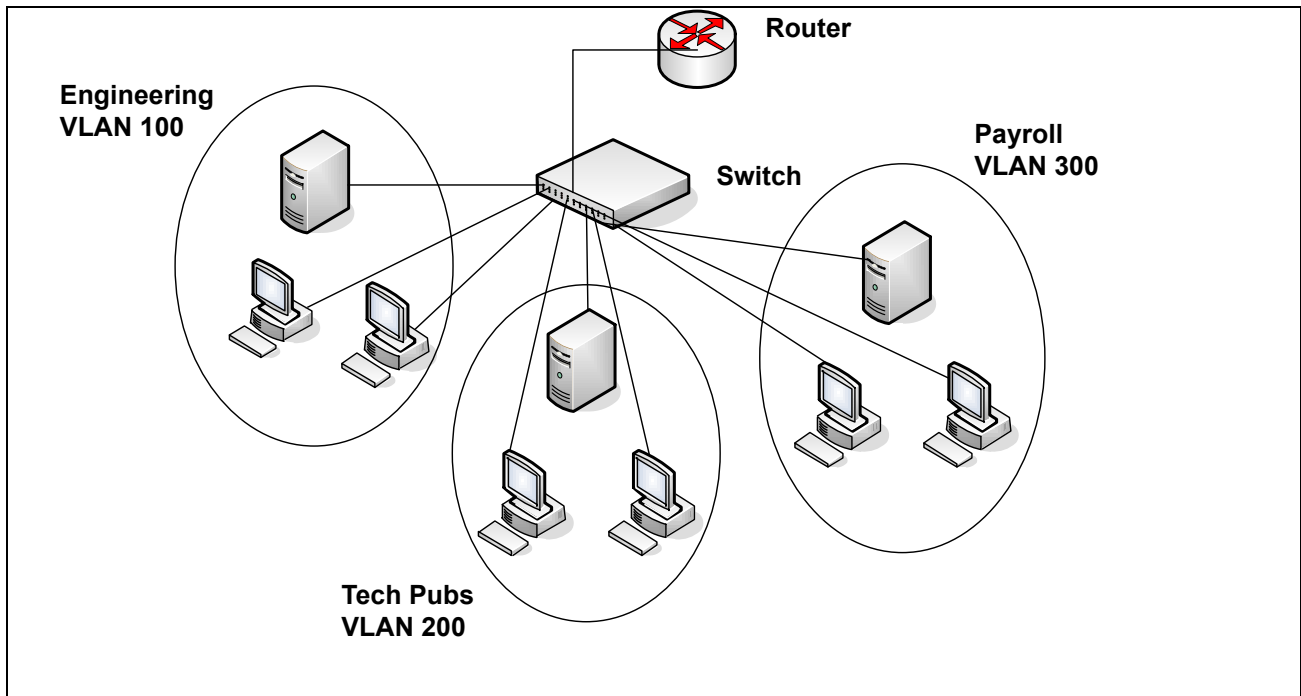 Router
Engineering
VLAN 100
Payroll
VLAN 300
Switch
Tech Pubs
VLAN 200